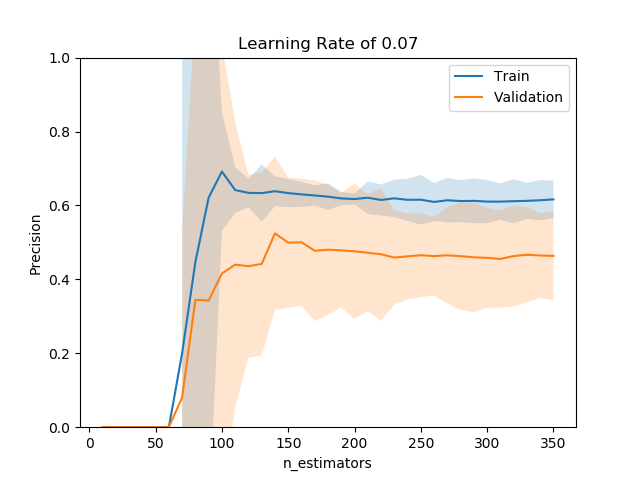 Learning Rate of 0.07
Train
Validation
Precision
1.0
0.8
0.6
0.4
0.2
0.0
0 50 100 150 200 250 300 350
n_estimators